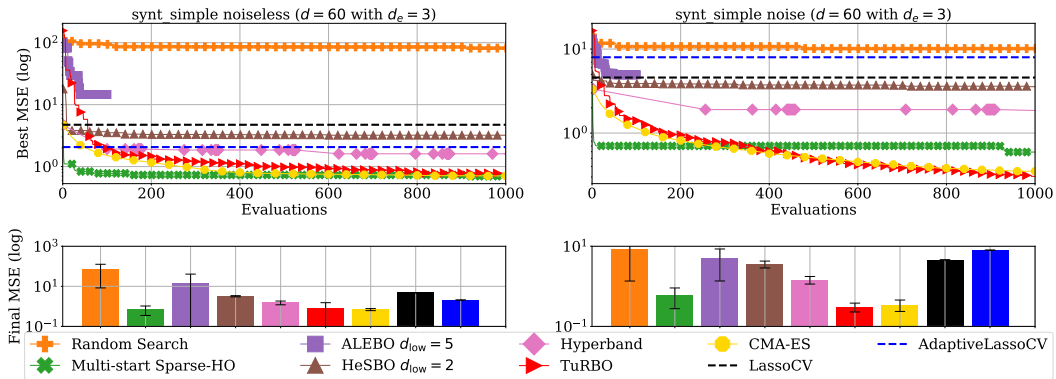 synt_simple noiseless (d = 60 with d_e = 3)
synt_simple noise (d = 60 with d_e = 3)
Best MSE (log)
10^2
10^1
10^0
10^1
10^0
0 200 400 600 800 1000
0 200 400 600 800 1000
Evaluations
Evaluations
Final MSE (log)
10^3
10^1
10^−1
10^1
10^−1
Random Search
ALEBO d_low = 5
Hyperband
CMA-ES
AdaptiveLassoCV
Multi-start Sparse-HO
HeSBO d_low = 2
TuRBO
LassoCV